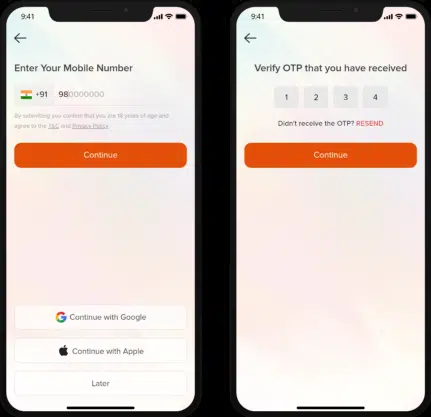 9:41
Enter Your Mobile Number
+91 980000000
By submitting you confirm that you are 18 years of age and
agree to the T&C and Privacy Policy
Continue
Continue with Google
Continue with Apple
Later
9:41
Verify OTP that you have received
1 2 3 4
Didn't receive the OTP? RESEND
Continue